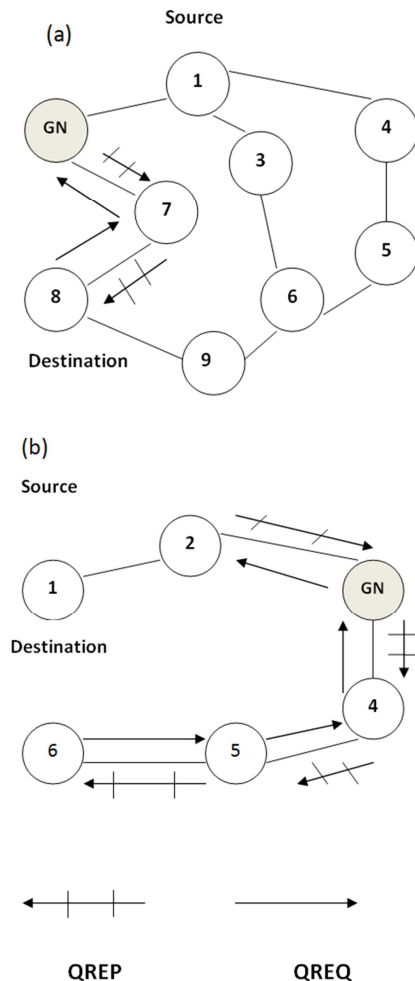 (a)
Source
1
GN
4
3
7
5
8
6
Destination
9
(b)
Source
2
1
GN
Destination
4
6
5
QREP
QREQ